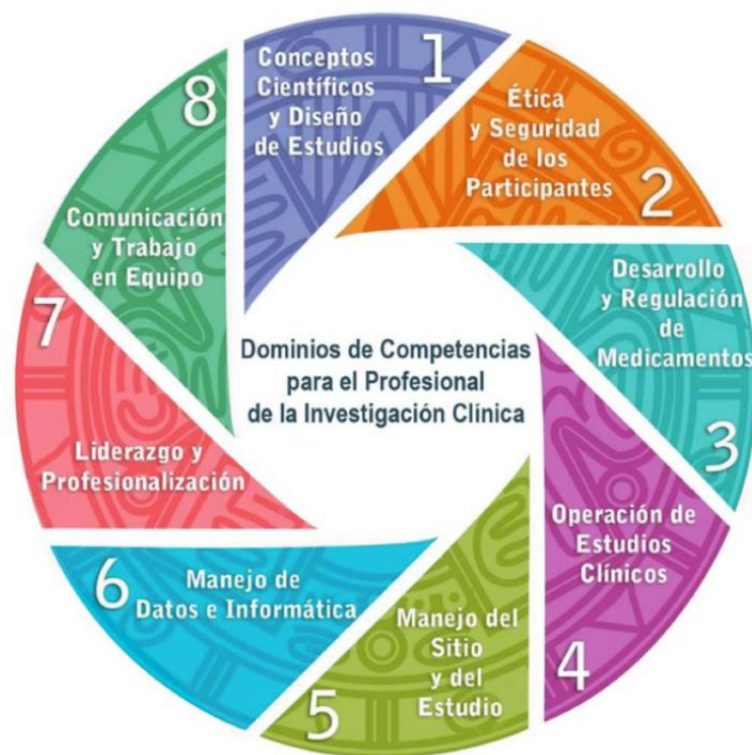 Dominios de Competencias
para el Profesional
de la Investigación Clínica
1
Conceptos
Científicos
y Diseño
de Estudios
Ética
y Seguridad
de los
Participantes
2
Desarrollo
y Regulación
de
Medicamentos
3
Operación de
Estudios
Clínicos
4
Manejo del
Sitio
y del
Estudio
5
6
Manejo de
Datos e Informática
7
Liderazgo y
Profesionalización
8
Comunicación
y Trabajo
en Equipo